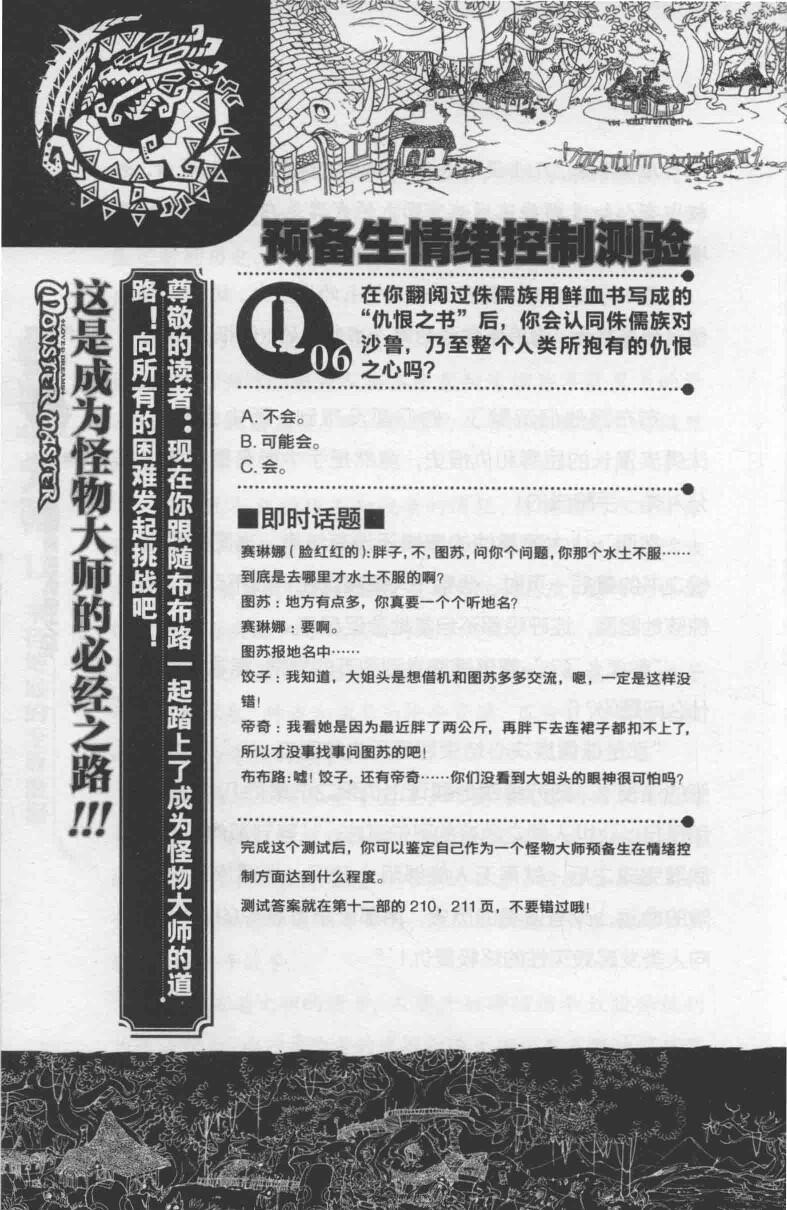 预备生情绪控制测验
Q
06
在你翻阅过侏儒族用鲜血书写成的
“仇恨之书”后，你会认同侏儒族对
沙鲁，乃至整个人类所抱有的仇恨
之心吗？
A. 不会。
B. 可能会。
C. 会。
■即时话题■
赛琳娜（脸红红的）：胖子，不，图苏，问你个问题，你那个水土不服……
到底是去哪里才水土不服的啊？
图苏：地方有点多，你真要一个个听地名？
赛琳娜：要啊。
图苏报地名中……
饺子：我知道，大姐头是想借机和图苏多多交流，嗯，一定是这样没
错！
帝奇：我看她是因为最近胖了两公斤，再胖下去连裙子都扣不上了，
所以才没事找事问图苏的吧！
布布路：嘘！饺子，还有帝奇……你们没看到大姐头的眼神很可怕吗？
完成这个测试后，你可以鉴定自己作为一个怪物大师预备生在情绪控
制方面达到什么程度。
测试答案就在第十二部的 210，211 页，不要错过哦！
尊敬的读者：现在你跟随布布路一起踏上了成为怪物大师的道
路！向所有的困难发起挑战吧！
这是成为怪物大师的必经之路!!!
MONSTER MASTER